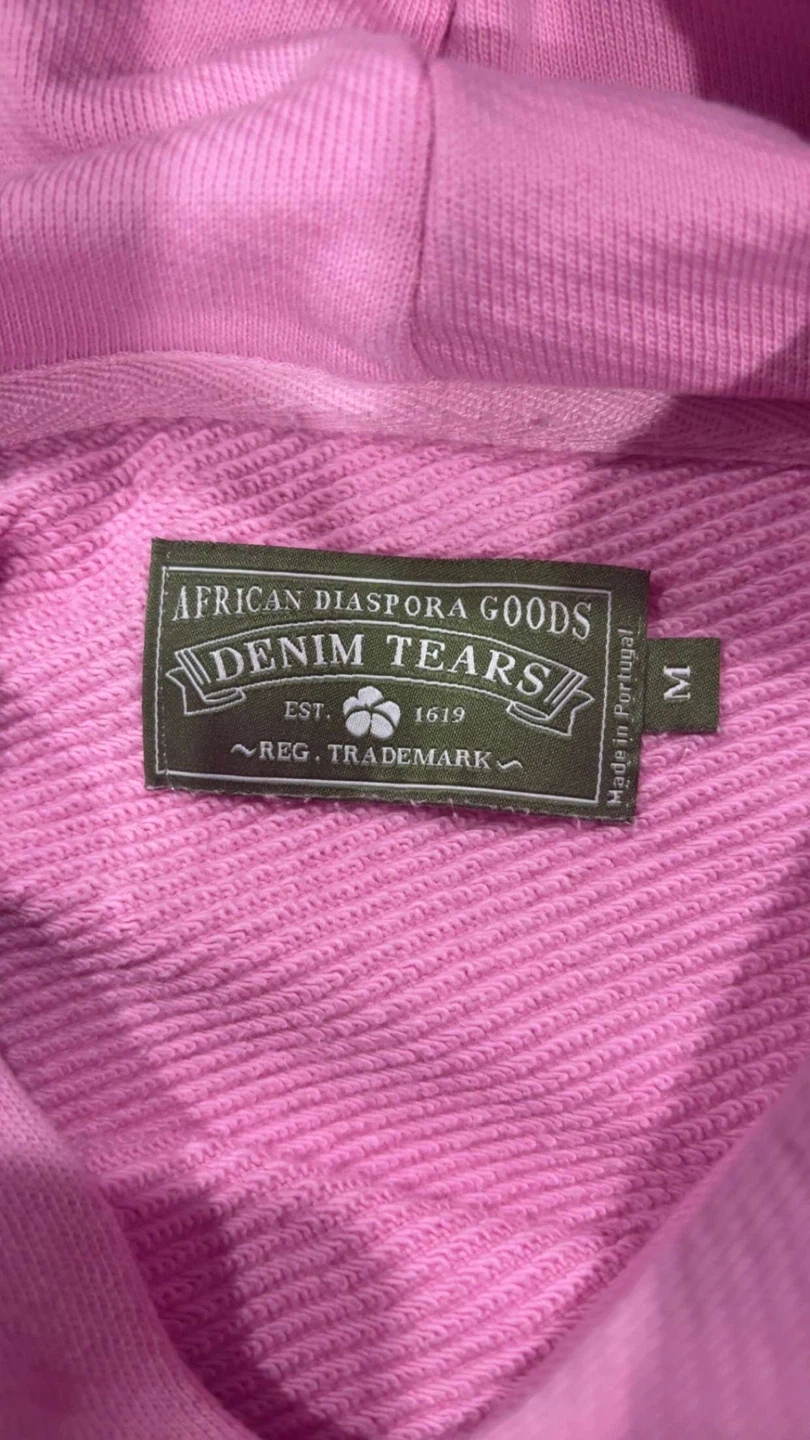 AFRICAN DIASPORA GOODS
DENIM TEARS
EST. 1619
~REG. TRADEMARK~
Made in Portugal
M